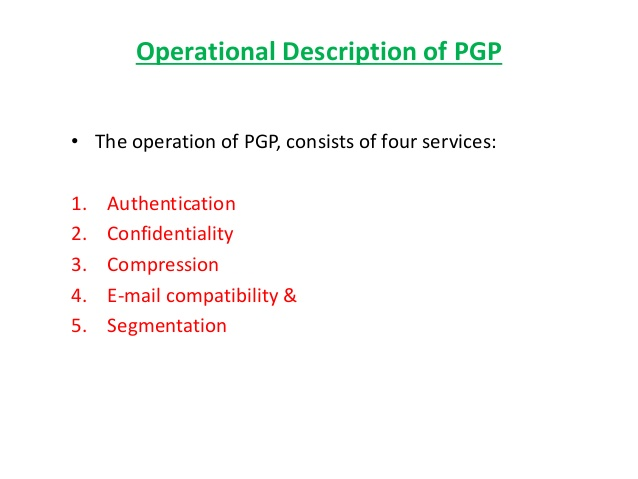 Operational Description of PGP
• The operation of PGP, consists of four services:
1. Authentication
2. Confidentiality
3. Compression
4. E-mail compatibility &
5. Segmentation